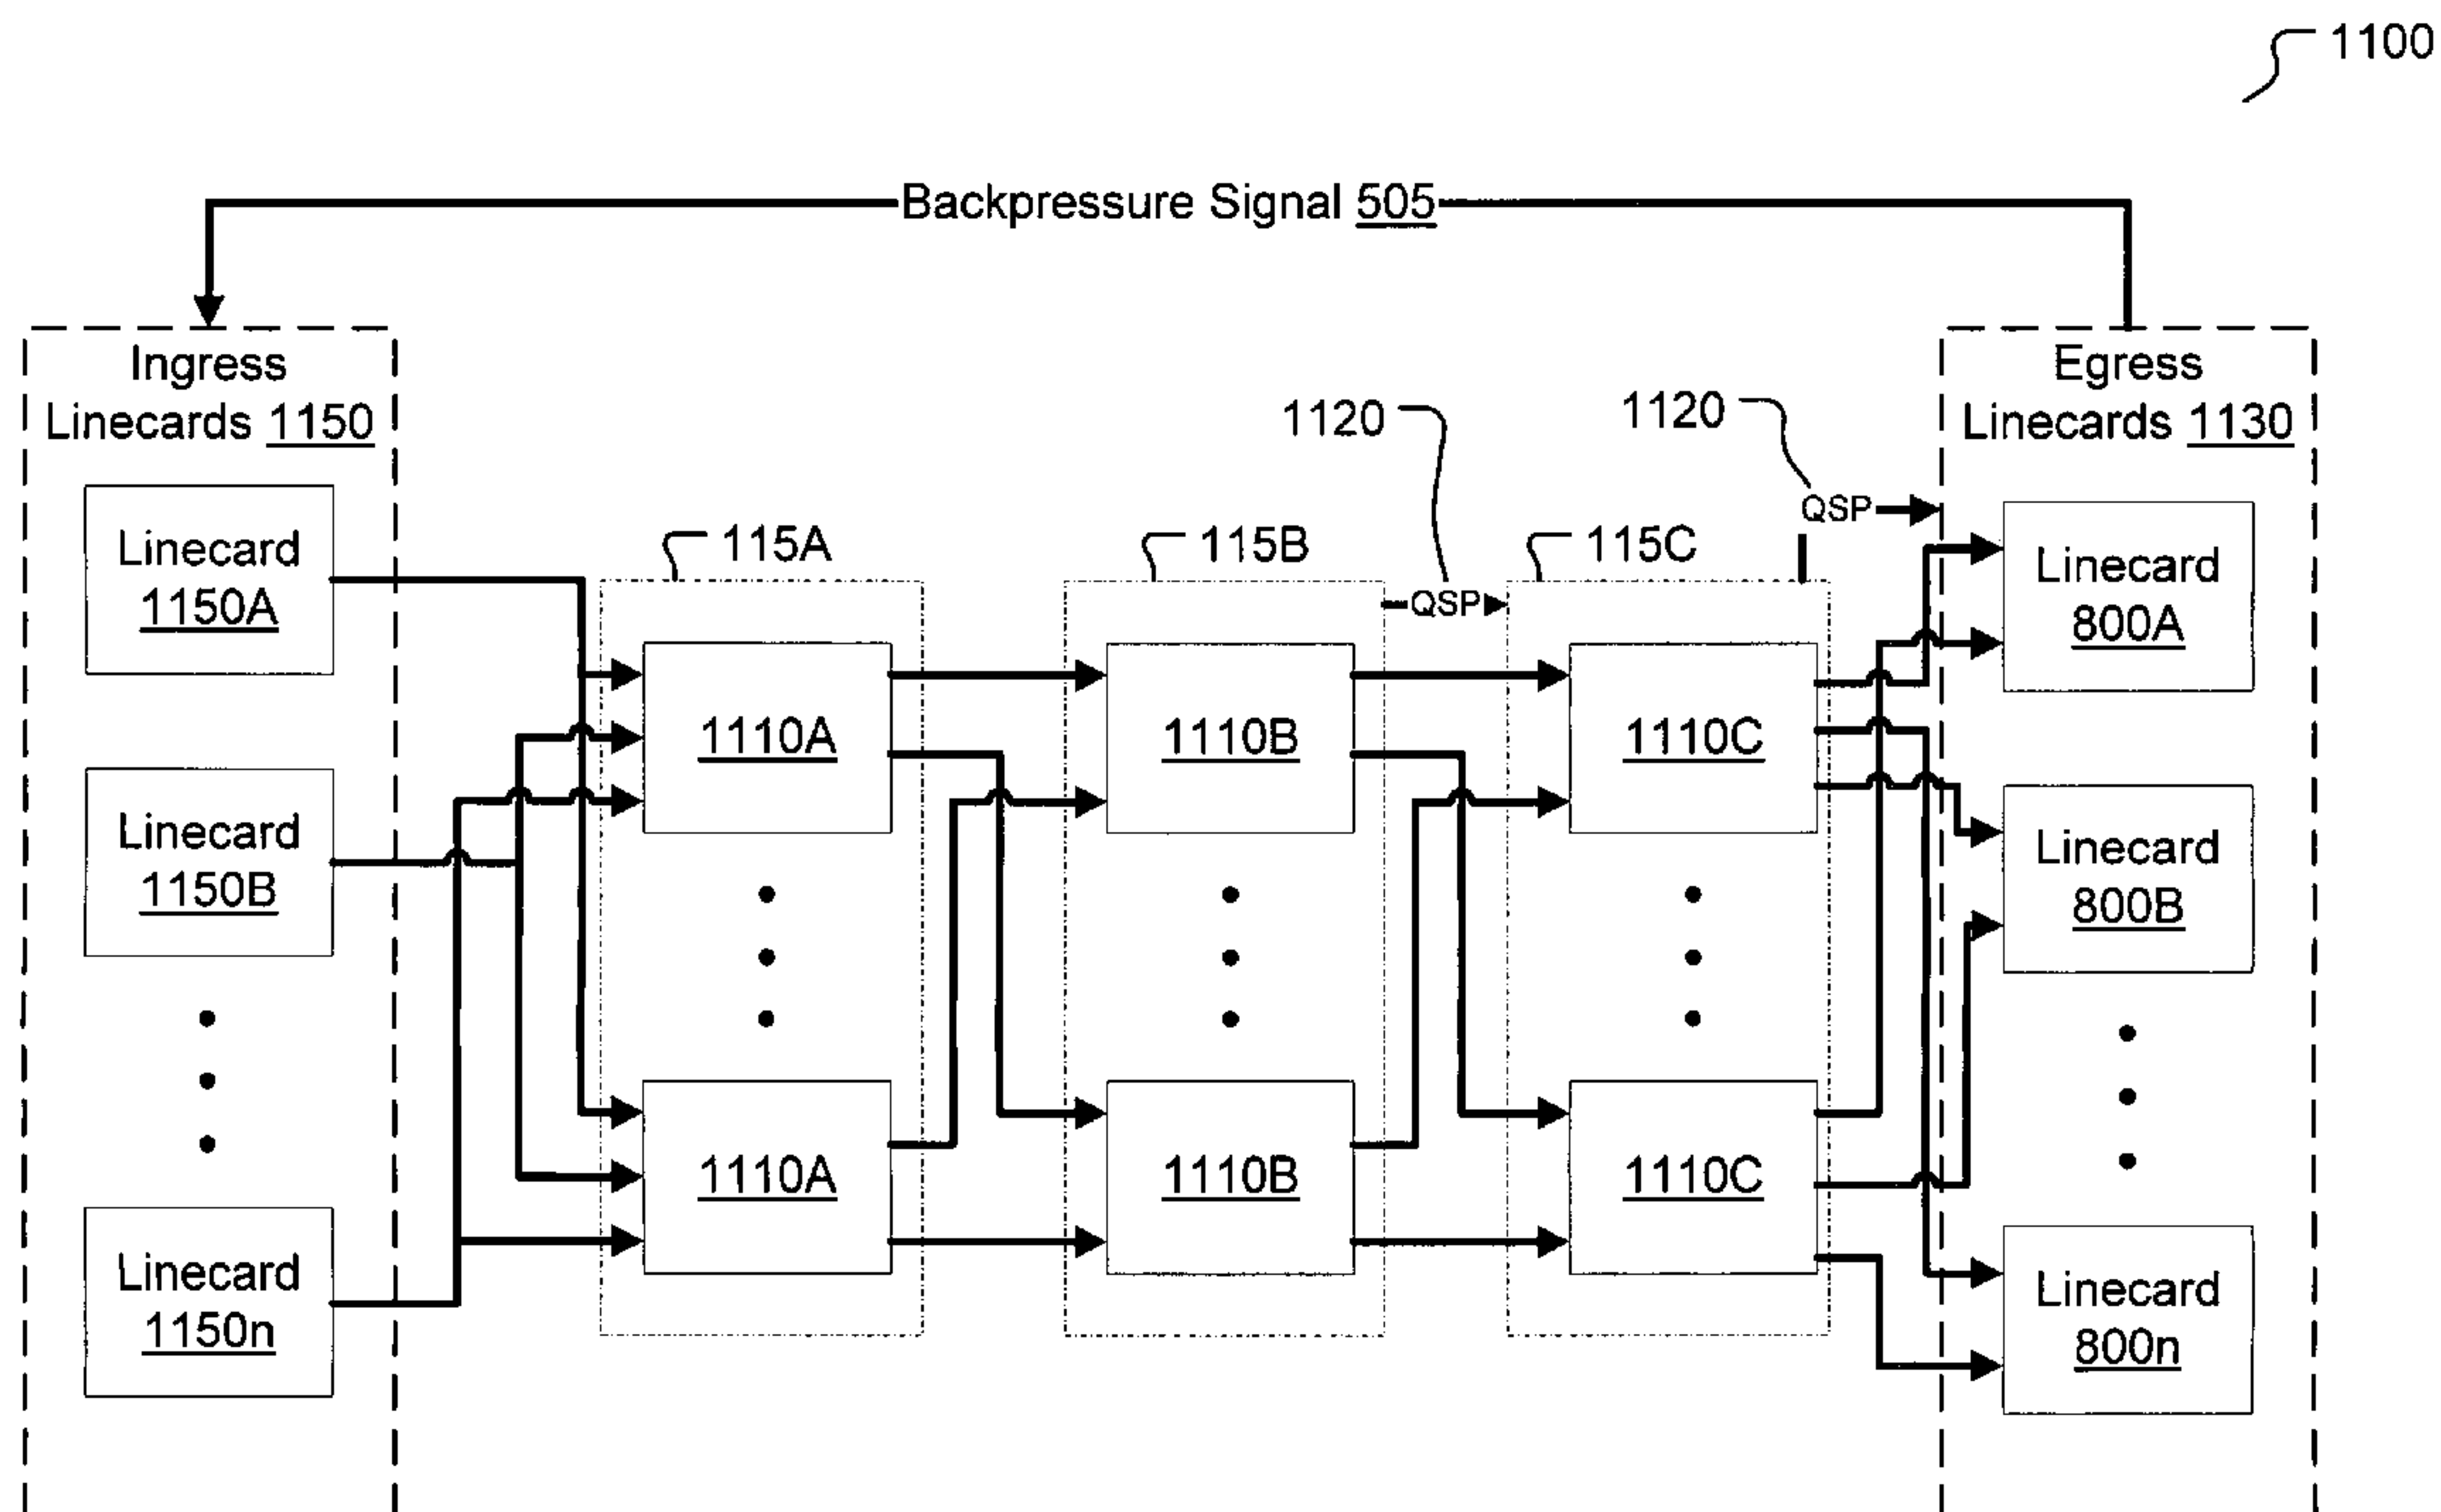 1100
Backpressure Signal 505
Ingress
Linecards 1150
Egress
Linecards 1130
1120
1120
QSP
QSP
115A
115B
115C
Linecard
1150A
Linecard
1150B
Linecard
1150n
1110A
1110B
1110C
1110A
1110B
1110C
Linecard
800A
Linecard
800B
Linecard
800n